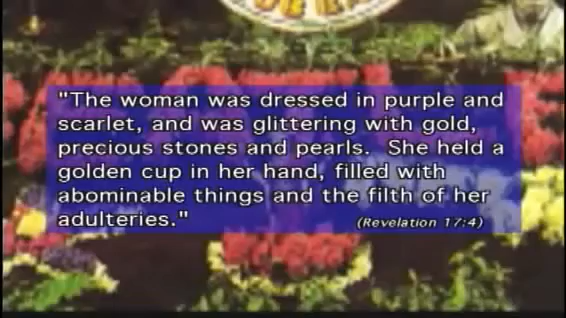 "The woman was dressed in purple and
scarlet, and was glittering with gold,
precious stones and pearls.  She held a
golden cup in her hand, filled with
abominable things and the filth of her
adulteries."
(Revelation 17:4)